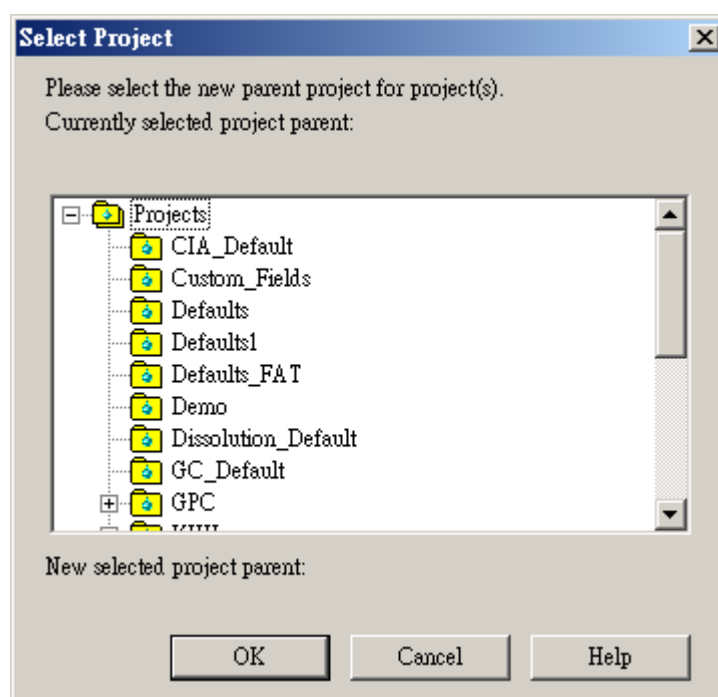 Select Project
Please select the new parent project for project(s).
Currently selected project parent:
Projects
CIA_Default
Custom_Fields
Defaults
Defaults1
Defaults_FAT
Demo
Dissolution_Default
GC_Default
GPC
New selected project parent:
OK
Cancel
Help